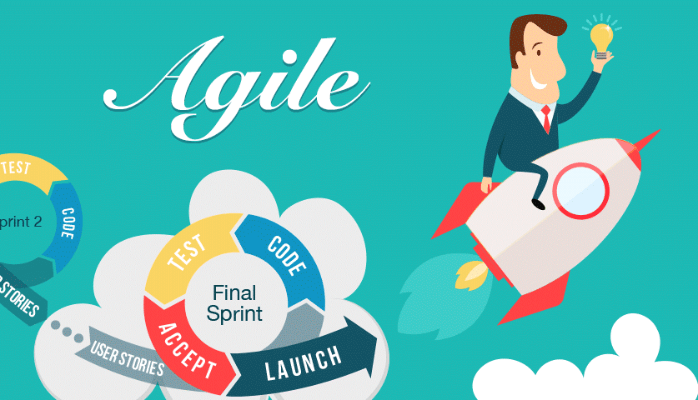 Agile
TEST
CODE
print 2
STORIES
TEST
CODE
Final
Sprint
ACCEPT
USER STORIES
LAUNCH